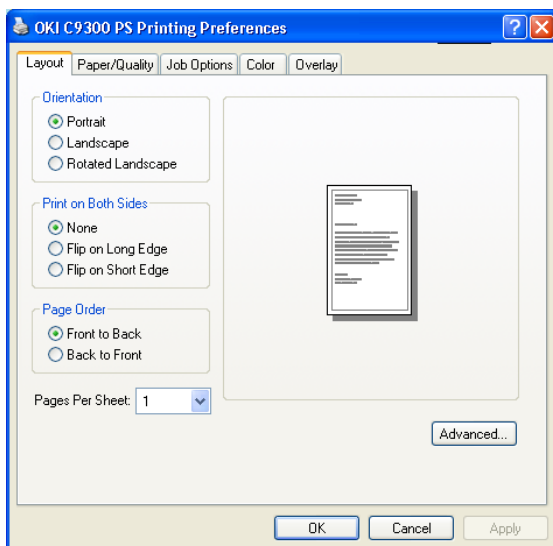 OKI C9300 PS Printing Preferences
Layout
Paper/Quality
Job Options
Color
Overlay
Orientation
Portrait
Landscape
Rotated Landscape
Print on Both Sides
None
Flip on Long Edge
Flip on Short Edge
Page Order
Front to Back
Back to Front
Pages Per Sheet: 1
Advanced...
OK
Cancel
Apply